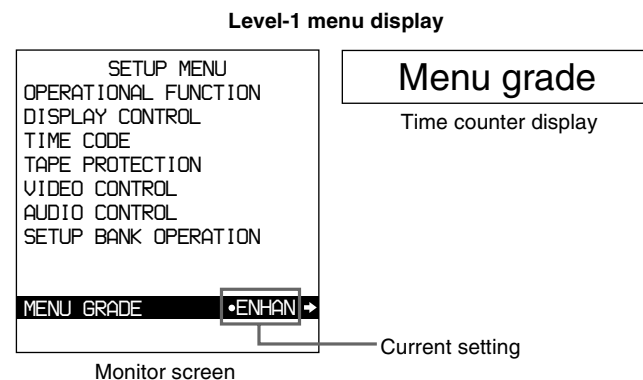 Level-1 menu display
SETUP MENU
OPERATIONAL FUNCTION
DISPLAY CONTROL
TIME CODE
TAPE PROTECTION
VIDEO CONTROL
AUDIO CONTROL
SETUP BANK OPERATION
MENU GRADE •ENHAN →
Monitor screen
Menu grade
Time counter display
Current setting